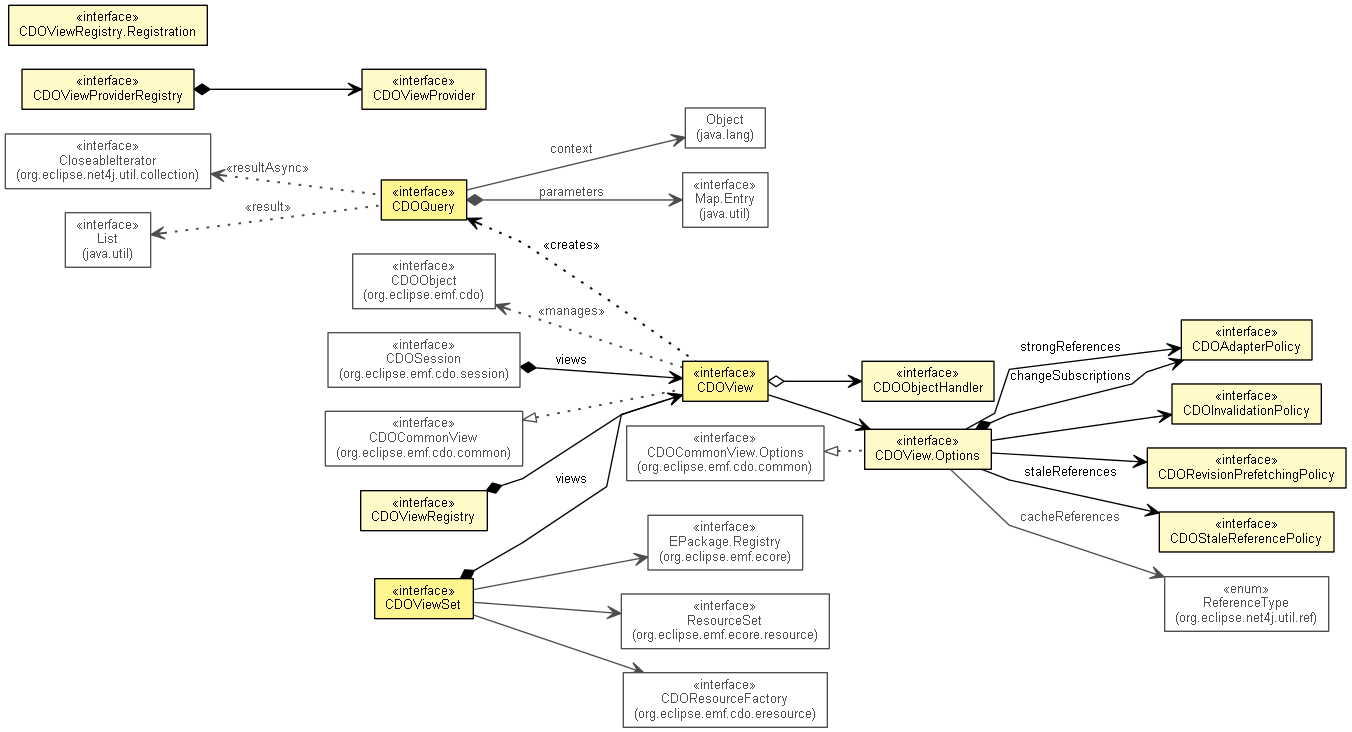 «interface»
CDOViewRegistry.Registration
«interface»
CDOViewProviderRegistry
«interface»
CDOViewProvider
«interface»
CloseableIterator
(org.eclipse.net4j.util.collection)
«resultAsync»
«interface»
List
(java.util)
«result»
«interface»
CDOQuery
context
Object
(java.lang)
parameters
«interface»
Map.Entry
(java.util)
«creates»
«interface»
CDOObject
(org.eclipse.emf.cdo)
«manages»
«interface»
CDOSession
(org.eclipse.emf.cdo.session)
views
«interface»
CDOView
«interface»
CDOObjectHandler
«interface»
CDOCommonView
(org.eclipse.emf.cdo.common)
«interface»
CDOCommonView.Options
(org.eclipse.emf.cdo.common)
«interface»
CDOView.Options
strongReferences
changeSubscriptions
«interface»
CDOAdapterPolicy
«interface»
CDOInvalidationPolicy
«interface»
CDORevisionPrefetchingPolicy
staleReferences
«interface»
CDOStaleReferencePolicy
cacheReferences
«enum»
ReferenceType
(org.eclipse.net4j.util.ref)
«interface»
CDOViewRegistry
views
«interface»
CDOViewSet
«interface»
EPackage.Registry
(org.eclipse.emf.ecore)
«interface»
ResourceSet
(org.eclipse.emf.ecore.resource)
«interface»
CDOResourceFactory
(org.eclipse.emf.cdo.eresource)